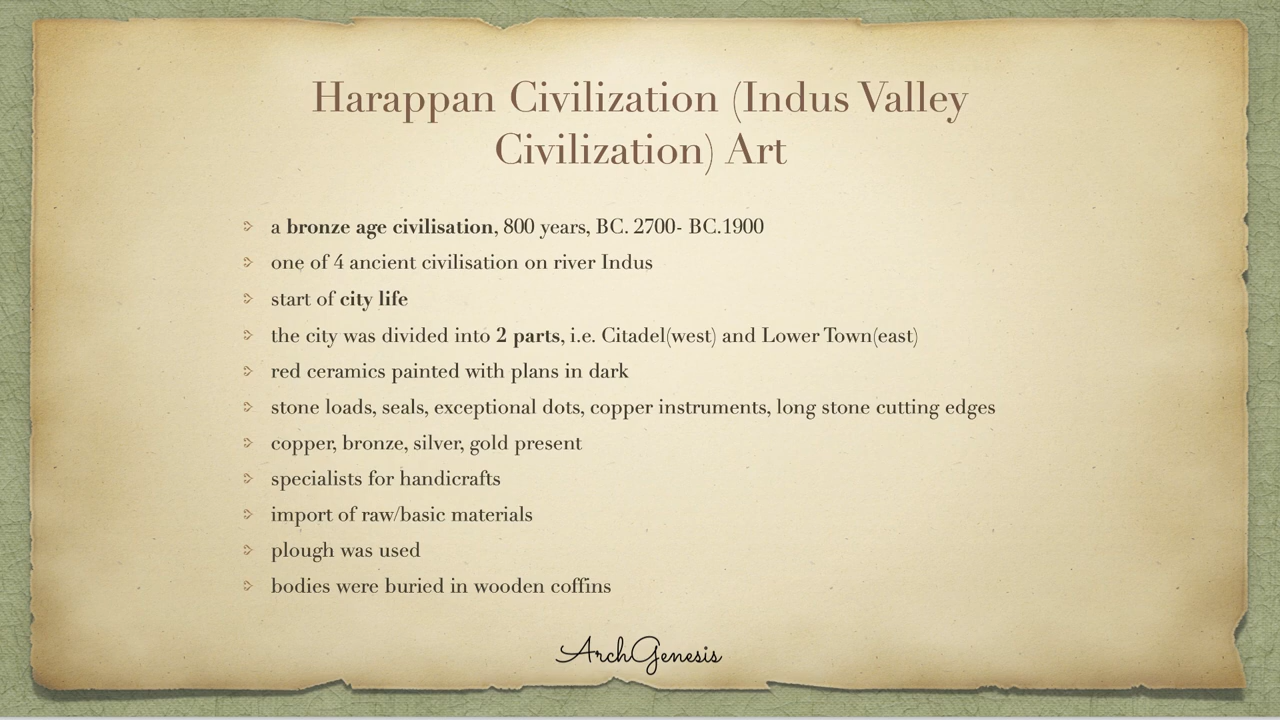 Harappan Civilization (Indus Valley
Civilization) Art
a bronze age civilisation, 800 years, BC. 2700- BC.1900
one of 4 ancient civilisation on river Indus
start of city life
the city was divided into 2 parts, i.e. Citadel(west) and Lower Town(east)
red ceramics painted with plans in dark
stone loads, seals, exceptional dots, copper instruments, long stone cutting edges
copper, bronze, silver, gold present
specialists for handicrafts
import of raw/basic materials
plough was used
bodies were buried in wooden coffins
ArchGenesis